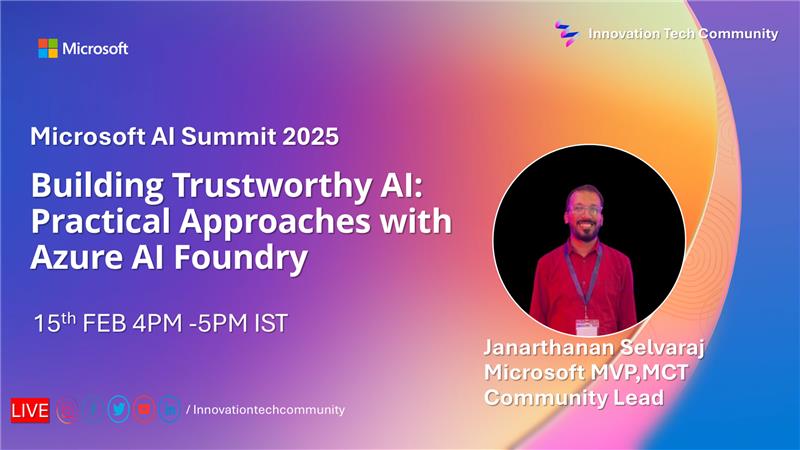 Microsoft
Innovation Tech Community
Microsoft AI Summit 2025
Building Trustworthy AI:
Practical Approaches with
Azure AI Foundry
15th FEB 4PM -5PM IST
Janarthanan Selvaraj
Microsoft MVP,MCT
Community Lead
LIVE
/ Innovationtechcommunity